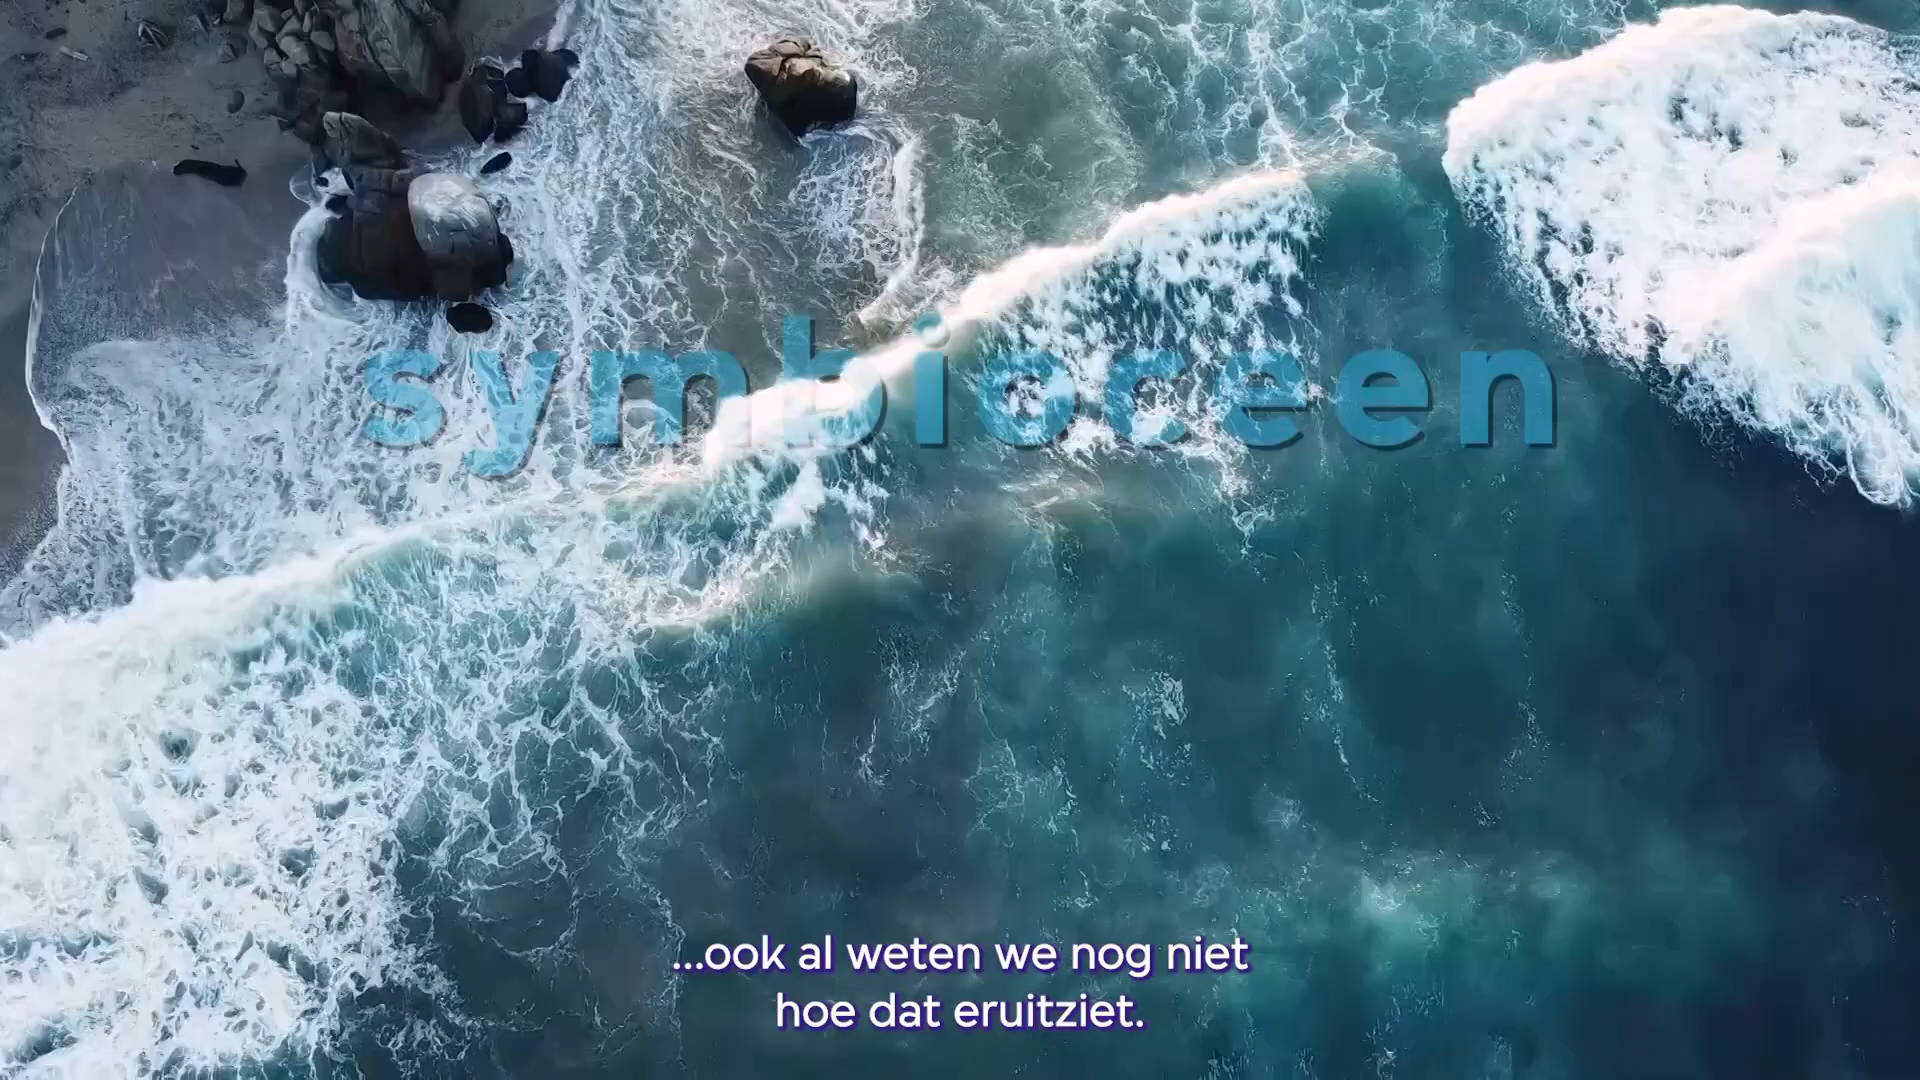 symbioceen
...ook al weten we nog niet
hoe dat eruitziet.